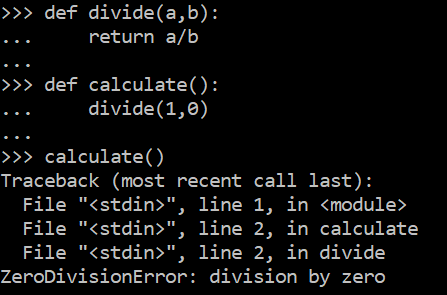 >>> def divide(a,b):
...     return a/b
...
>>> def calculate():
...     divide(1,0)
...
>>> calculate()
Traceback (most recent call last):
  File "<stdin>", line 1, in <module>
  File "<stdin>", line 2, in calculate
  File "<stdin>", line 2, in divide
ZeroDivisionError: division by zero